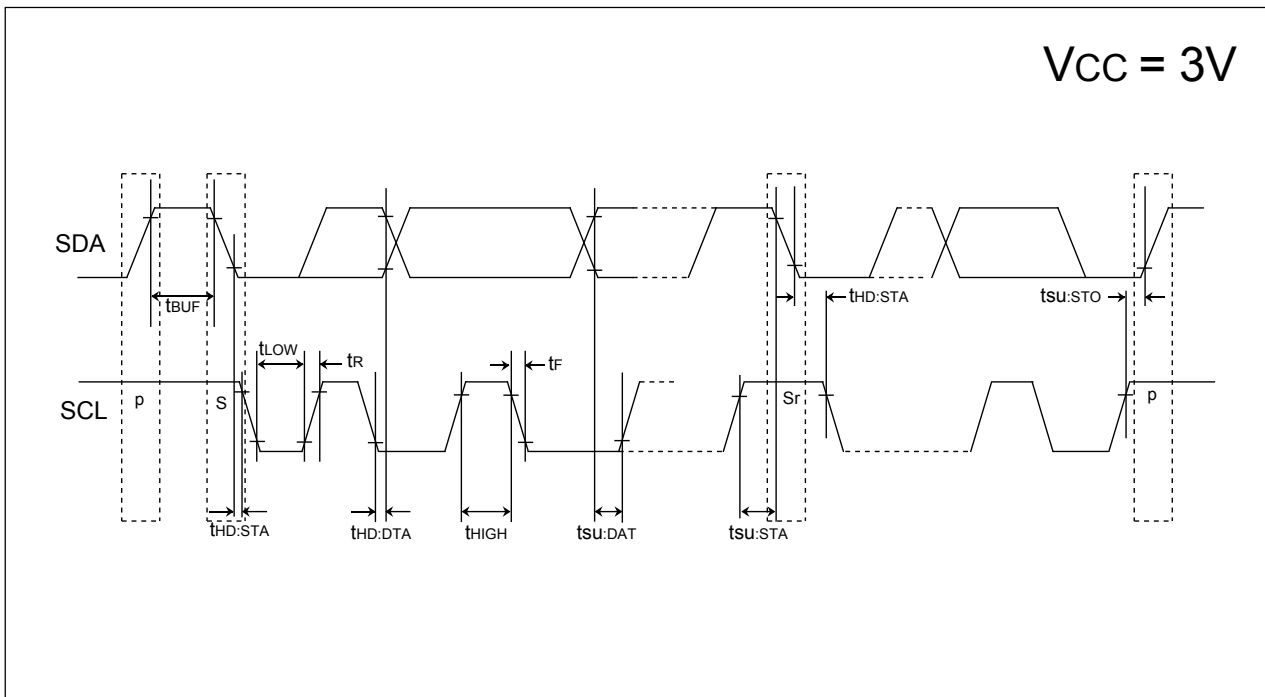 VCC = 3V
SDA
tBUF
tHD:STA
tsu:STO
tLOW
tR
tF
SCL
p
S
Sr
p
tHD:STA
tHD:DTA
tHIGH
tsu:DAT
tsu:STA